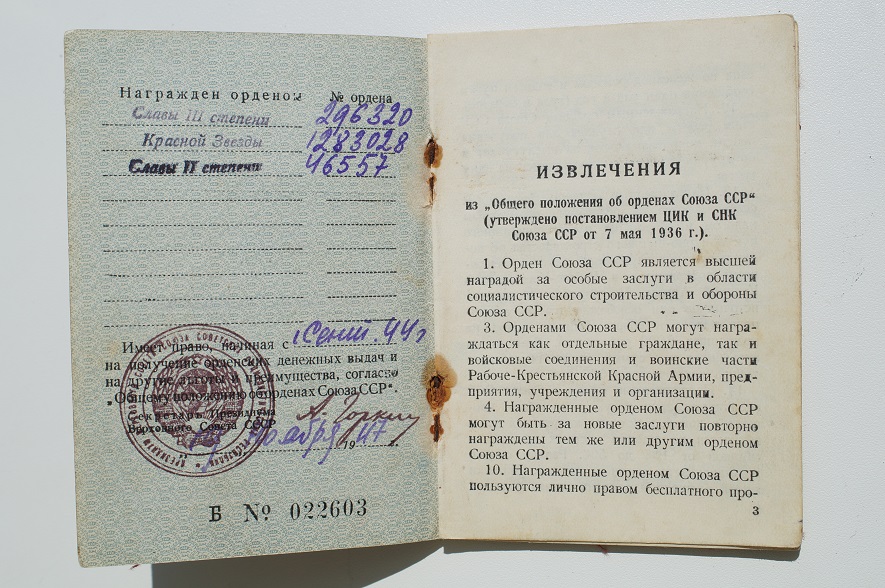 Награжден орденом № ордена
Славы III степени 296320
Красной Звезды 1283028
Славы II степени 46557
Имеет право, начиная с 1 Сент. 44 г
на получение орденских денежных выдач и
на другие льготы и преимущества, согласно
„Общему положению об орденах Союза ССР“.
Секретарь Президиума
Верховного Совета СССР А. Горкин
ноября 1947 г.
Б № 022603
ИЗВЛЕЧЕНИЯ
из „Общего положения об орденах Союза ССР“
(утверждено постановлением ЦИК и СНК
Союза ССР от 7 мая 1936 г.).
1. Орден Союза ССР является высшей
наградой за особые заслуги в области
социалистического строительства и обороны
Союза ССР.
3. Орденами Союза ССР могут награ-
ждаться как отдельные граждане, так и
войсковые соединения и воинские части
Рабоче-Крестьянской Красной Армии, пред-
приятия, учреждения и организации.
4. Награжденные орденом Союза ССР
могут быть за новые заслуги повторно
награждены тем же или другим орденом
Союза ССР.
10. Награжденные орденом Союза ССР
пользуются лично правом бесплатного про-
3